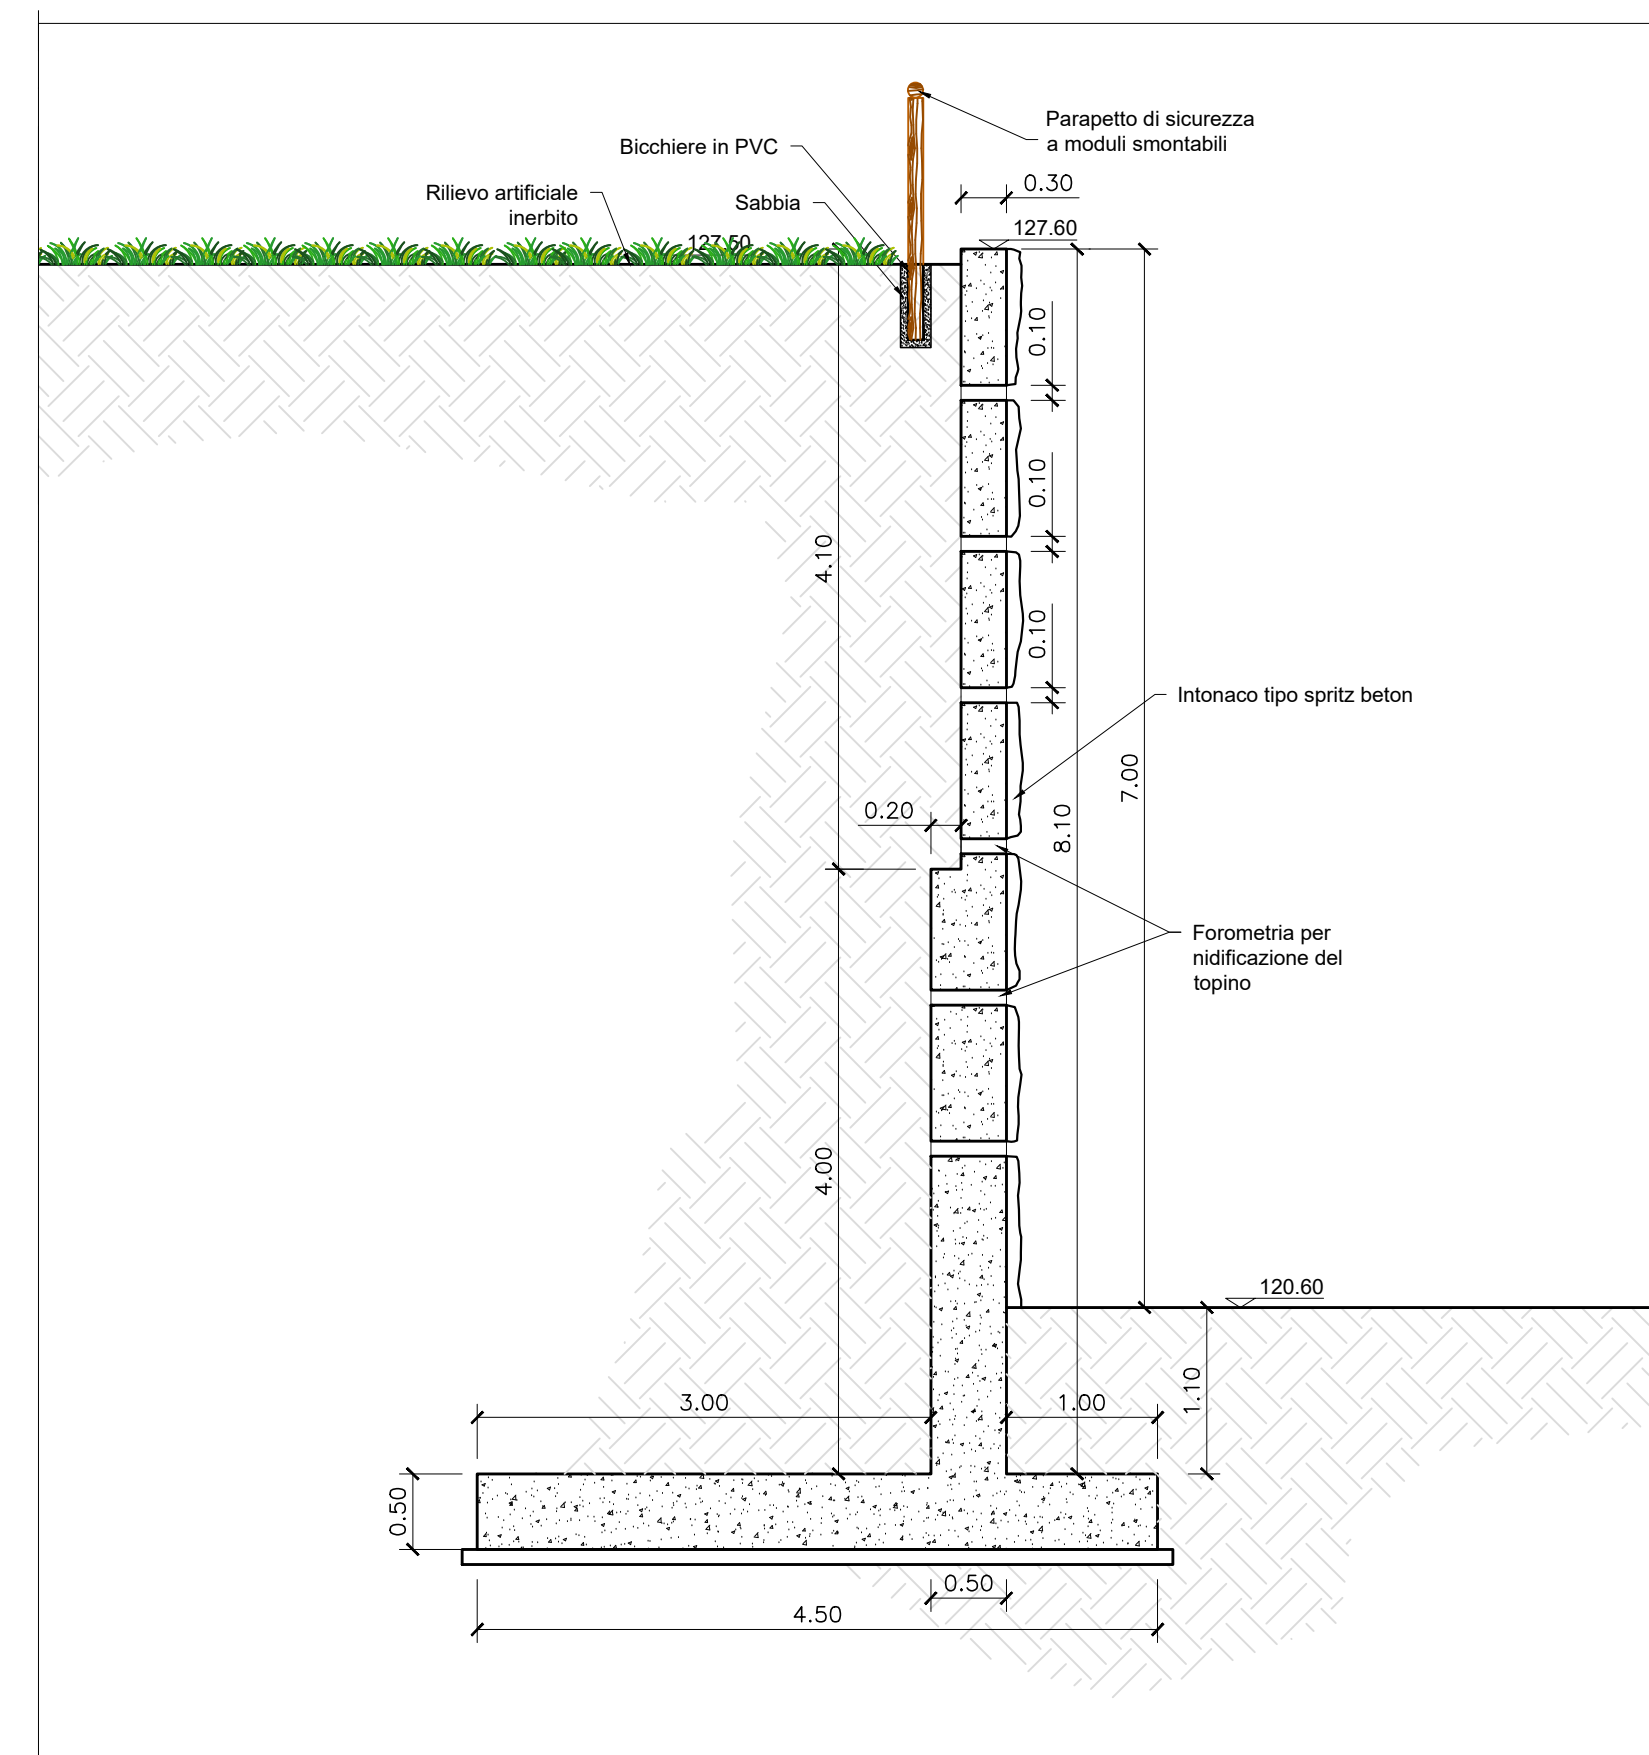 Parapetto di sicurezza
a moduli smontabili
Bicchiere in PVC
0.30
Rilievo artificiale
inerbito
Sabbia
127.60
127.50
0.10
0.10
4.10
0.10
Intonaco tipo spritz beton
7.00
0.20
8.10
Forometria per
nidificazione del
topino
4.00
120.60
3.00
1.00
1.10
0.50
0.50
4.50